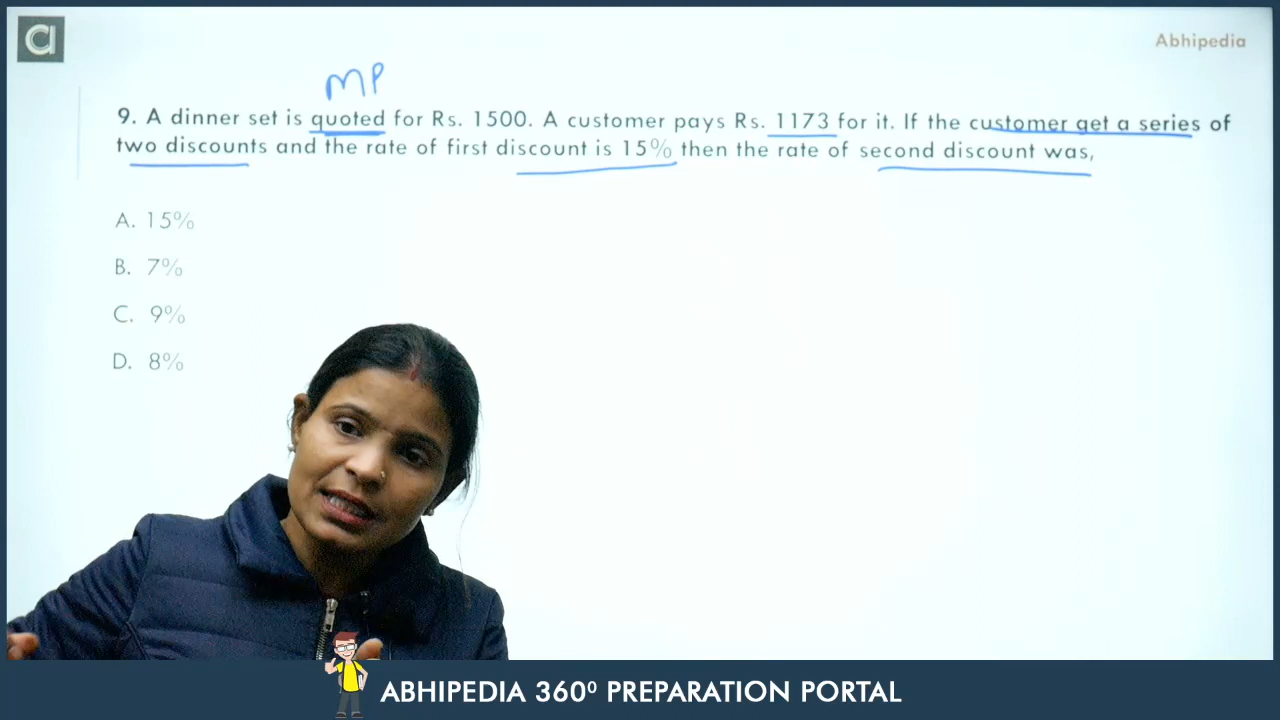 Abhipedia
MP
9. A dinner set is quoted for Rs. 1500. A customer pays Rs. 1173 for it. If the customer get a series of
two discounts and the rate of first discount is 15% then the rate of second discount was,
A. 15%
B. 7%
C. 9%
D. 8%
ABHIPEDIA 360⁰ PREPARATION PORTAL